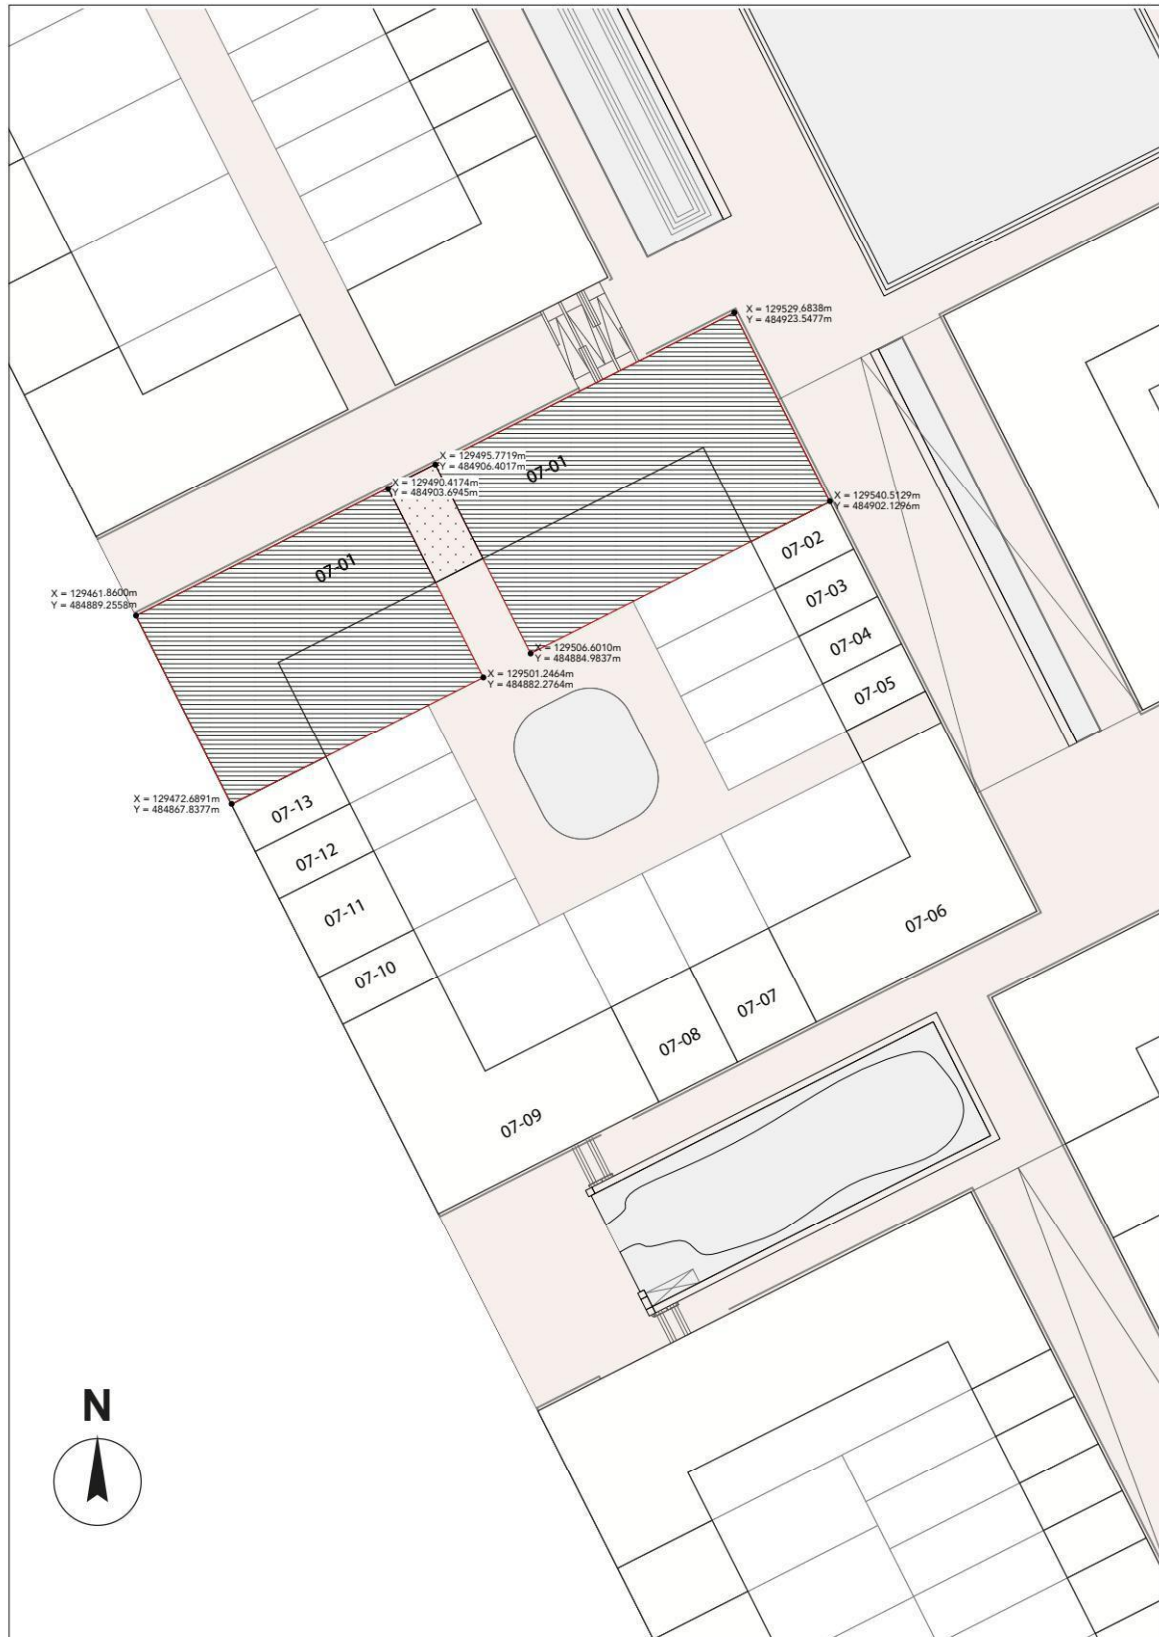 X = 129529.6838m
Y = 484923.5477m
X = 129495.7719m
Y = 484906.4017m
07-01
X = 129490.4174m
Y = 484903.6945m
X = 129540.5129m
Y = 484902.1296m
07-02
07-01
07-03
X = 129461.8600m
Y = 484889.2558m
07-04
X = 129506.6010m
Y = 484884.9837m
X = 129501.2464m
Y = 484882.2764m
07-05
X = 129472.6891m
Y = 484867.8377m
07-13
07-12
07-11
07-06
07-10
07-07
07-08
07-09
N